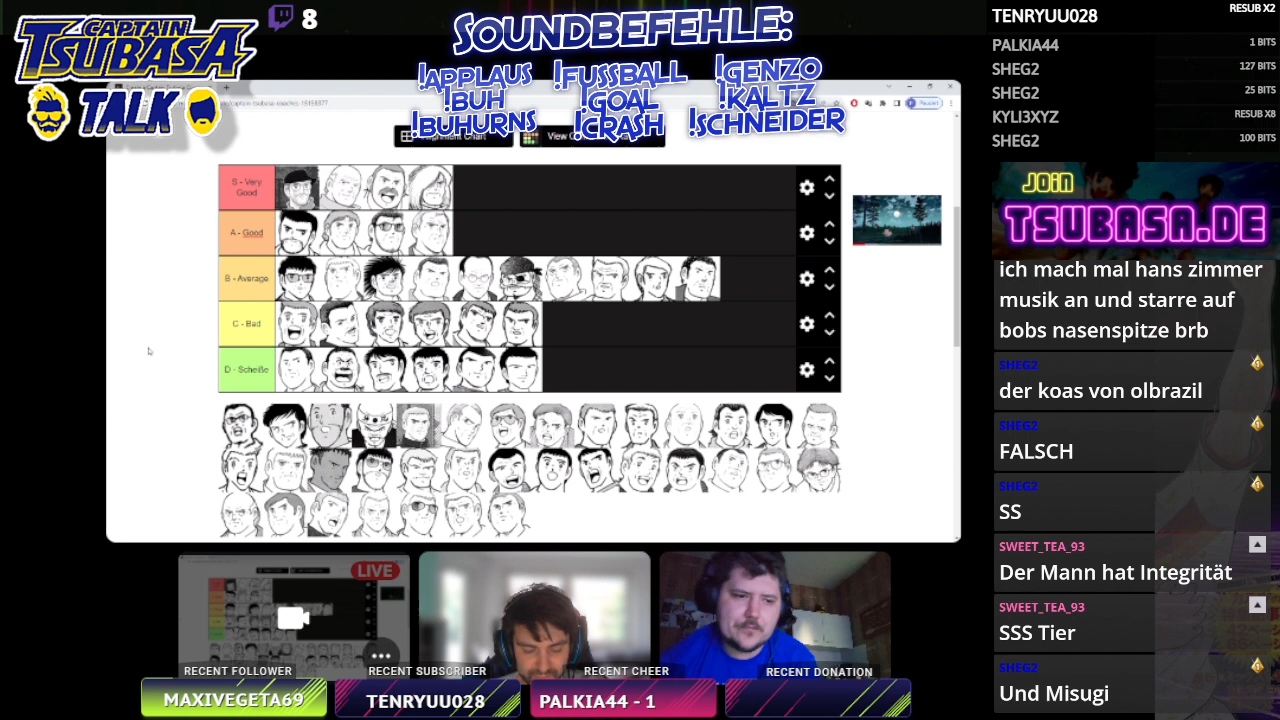 CAPTAIN
TSUBASA
TALK
8
SOUNDBEFEHLE:
!APPLAUS !FUSSBALL !GENZO
!BUH !GOAL !KALTZ
!BUHURNS !CRASH !SCHNEIDER
TENRYUU028 RESUB X2
PALKIA44 1 BITS
SHEG2 127 BITS
SHEG2 25 BITS
KYLI3XYZ RESUB X8
SHEG2 100 BITS
JOIN
TSUBASA.DE
S - Very
Good
A - Good
B - Average
C - Bad
D - Scheiße
ich mach mal hans zimmer
musik an und starre auf
bobs nasenspitze brb
SHEG2
der koas von olbrazil
SHEG2
FALSCH
SHEG2
SS
SWEET_TEA_93
Der Mann hat Integrität
SWEET_TEA_93
SSS Tier
SHEG2
Und Misugi
LIVE
RECENT FOLLOWER RECENT SUBSCRIBER RECENT CHEER RECENT DONATION
MAXIVEGETA69 TENRYUU028 PALKIA44 - 1